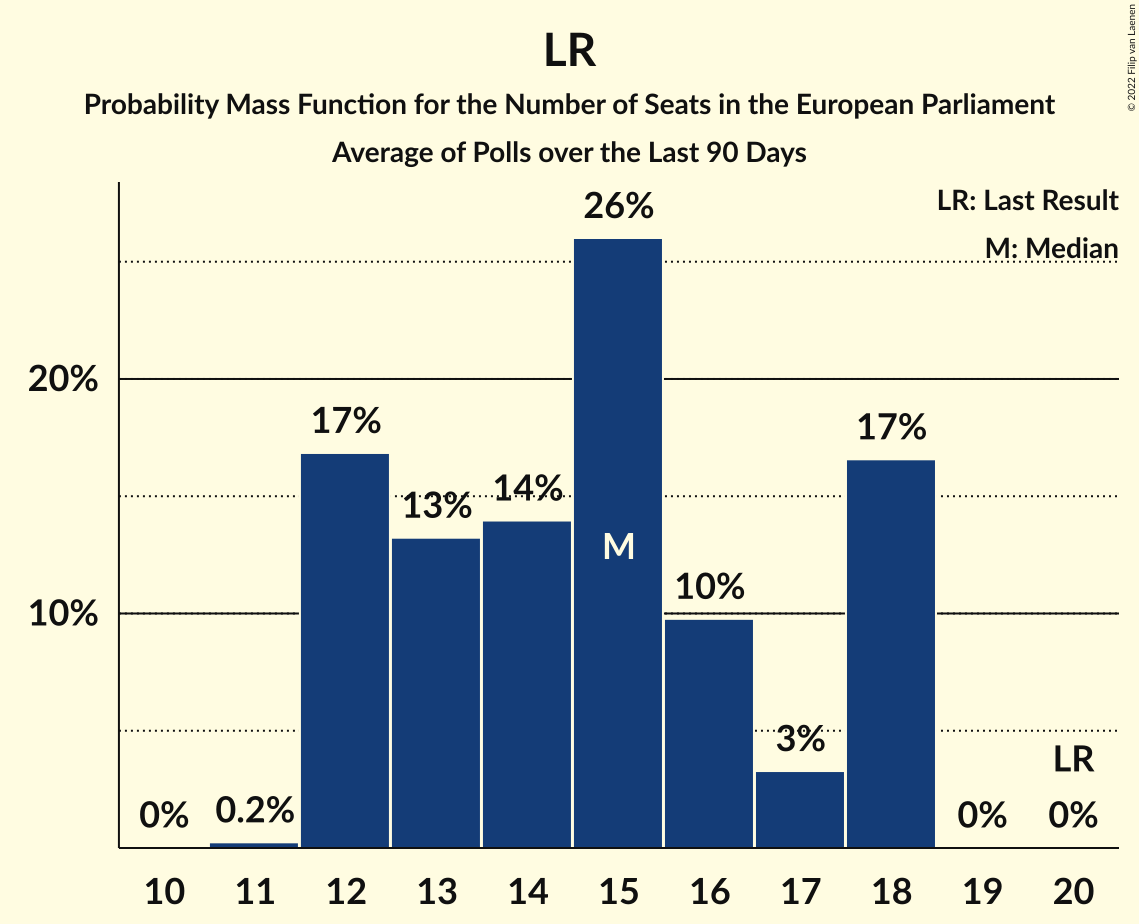 LR
Probability Mass Function for the Number of Seats in the European Parliament
Average of Polls over the Last 90 Days
© 2022 Filip van Laenen
LR: Last Result
M: Median
26%
20%
17%
17%
14%
13%
M
10%
10%
3%
LR
0%
0.2%
0%
0%
10 11 12 13 14 15 16 17 18 19 20